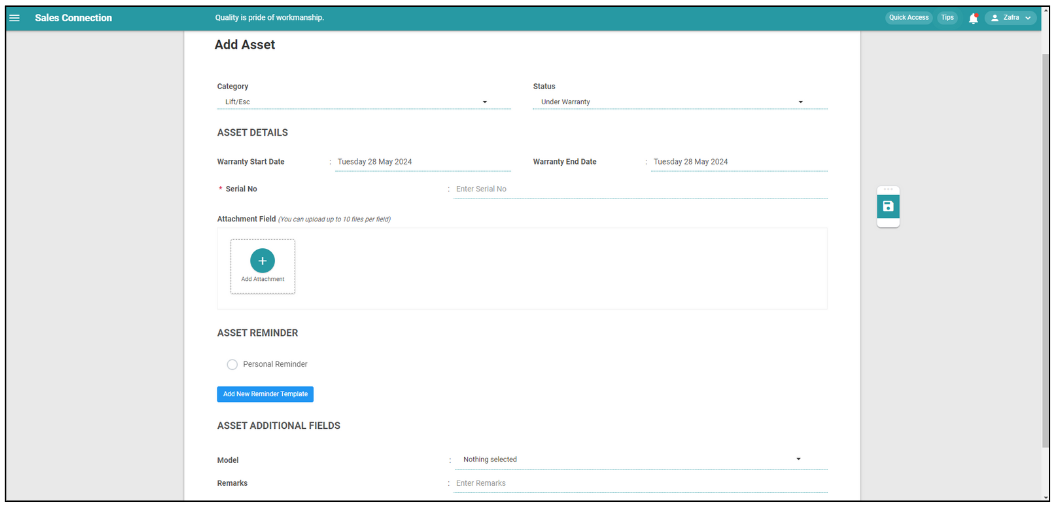 Sales Connection
Quality is pride of workmanship.
Quick Access Tips Zafra
Add Asset
Category Status
Lift/Esc Under Warranty
ASSET DETAILS
Warranty Start Date : Tuesday 28 May 2024 Warranty End Date : Tuesday 28 May 2024
* Serial No : Enter Serial No
Attachment Field (You can upload up to 10 files per field)
+
Add Attachment
ASSET REMINDER
Personal Reminder
Add New Reminder Template
ASSET ADDITIONAL FIELDS
Model : Nothing selected
Remarks : Enter Remarks